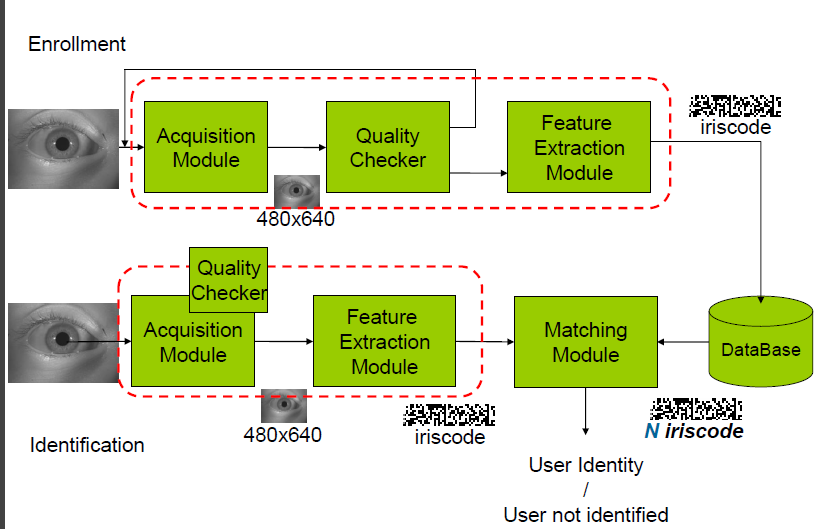 Enrollment
Acquisition
Module
Quality
Checker
Feature
Extraction
Module
iriscode
480x640
Quality
Checker
Acquisition
Module
Feature
Extraction
Module
Matching
Module
DataBase
480x640
iriscode
N iriscode
Identification
User Identity
/
User not identified